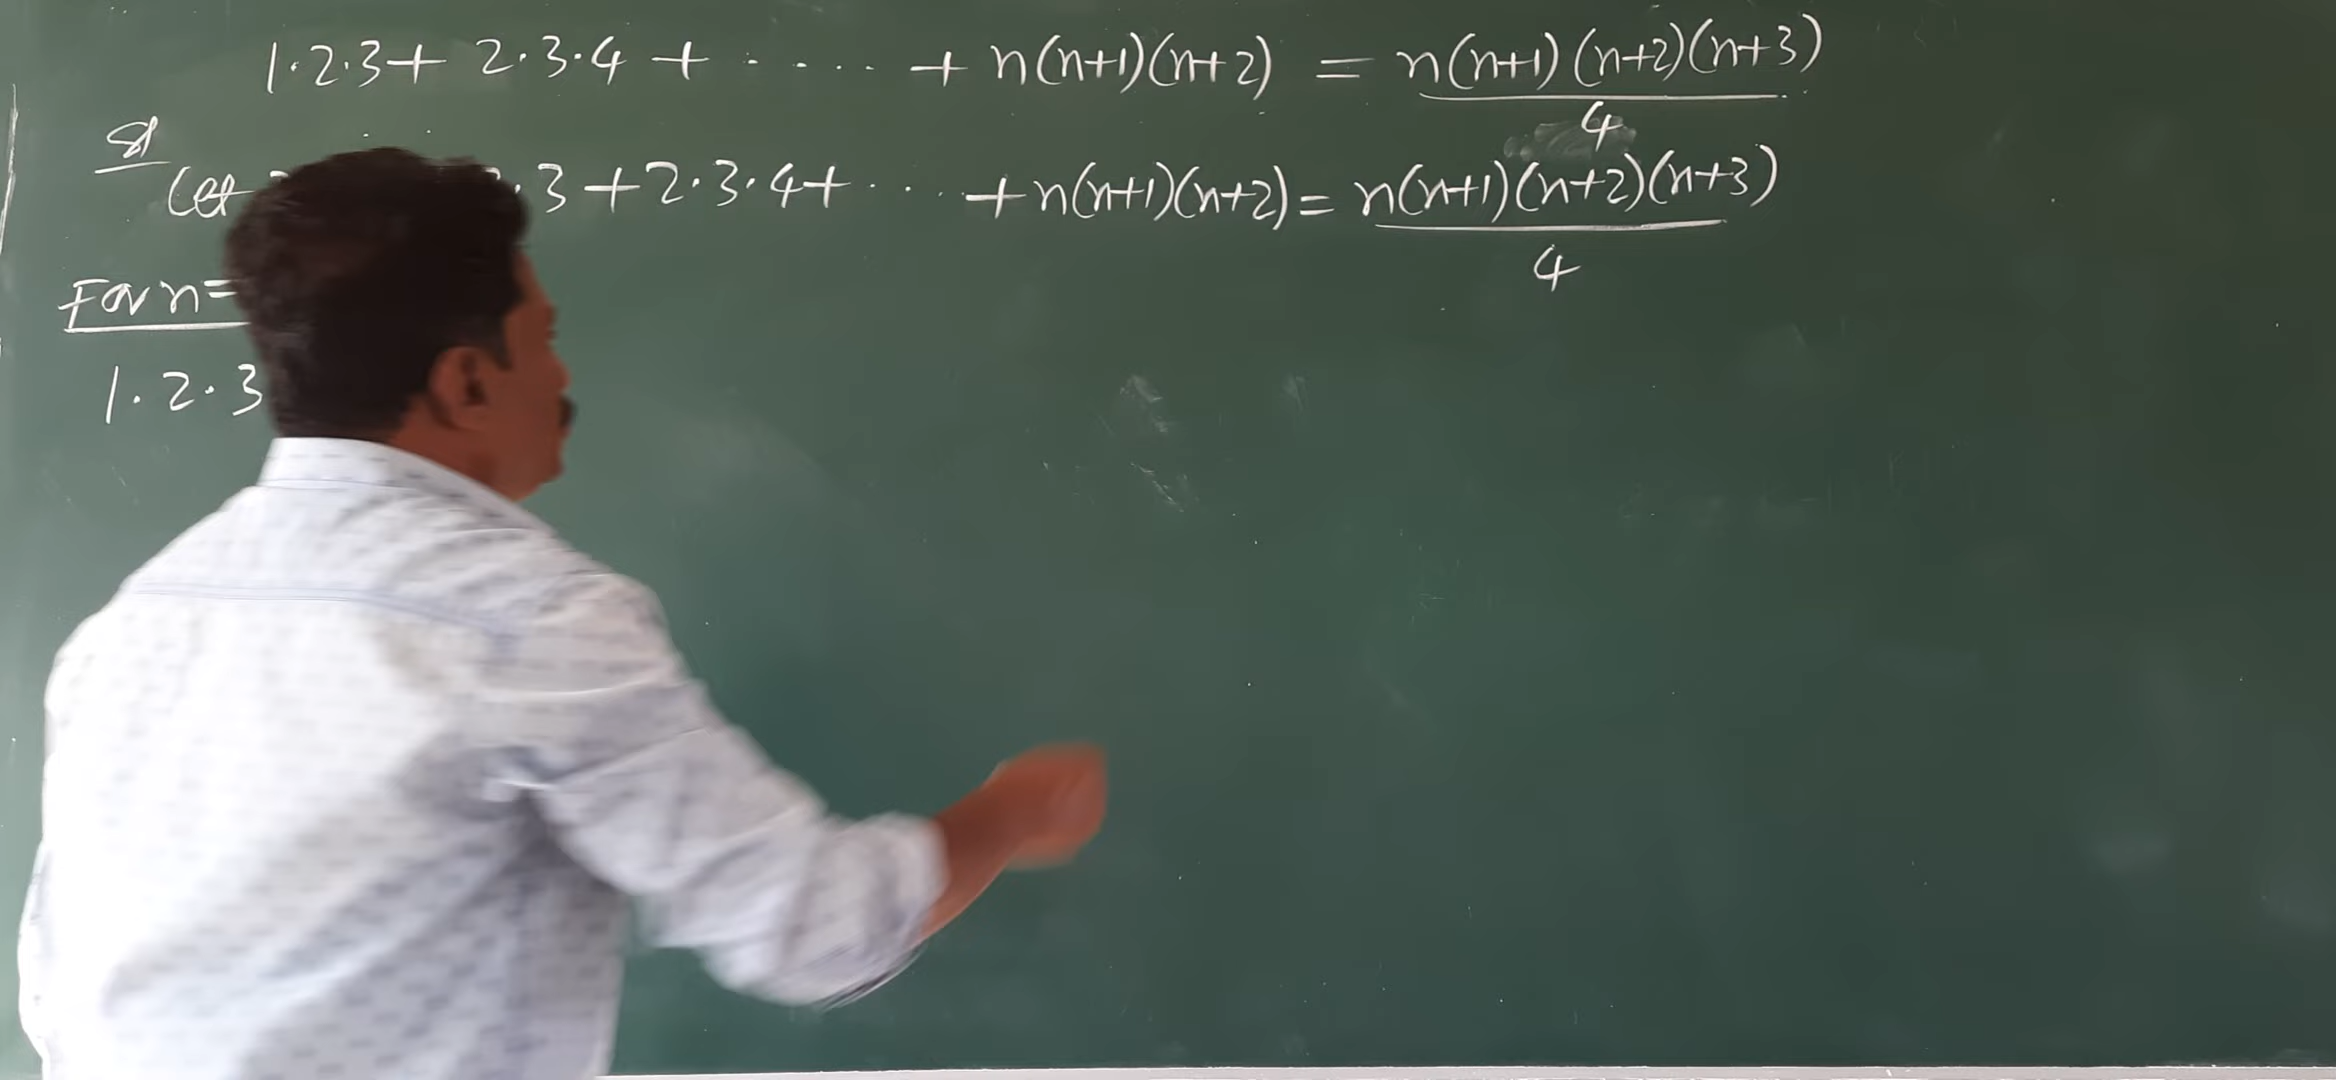 1·2·3 + 2·3·4 + ····· + n(n+1)(n+2) = n(n+1)(n+2)(n+3)
4
Let ·3 + 2·3·4 + ···· + n(n+1)(n+2) = n(n+1)(n+2)(n+3)
4
For n=
1·2·3